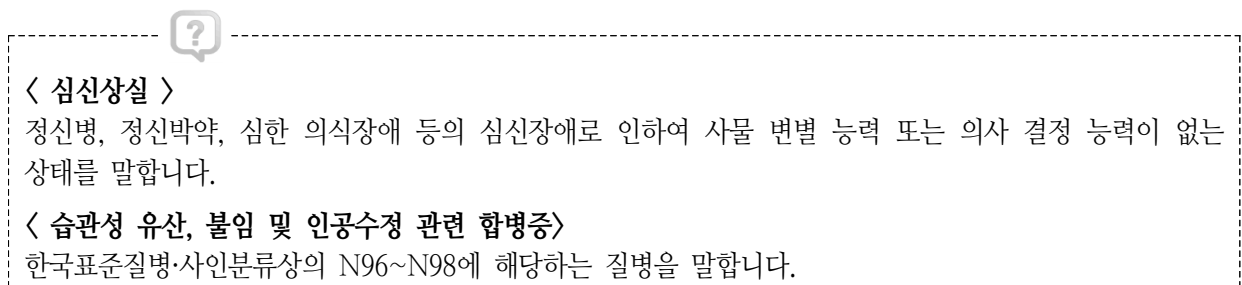 ?
〈 심신상실 〉
정신병, 정신박약, 심한 의식장애 등의 심신장애로 인하여 사물 변별 능력 또는 의사 결정 능력이 없는
상태를 말합니다.
〈 습관성 유산, 불임 및 인공수정 관련 합병증〉
한국표준질병·사인분류상의 N96~N98에 해당하는 질병을 말합니다.